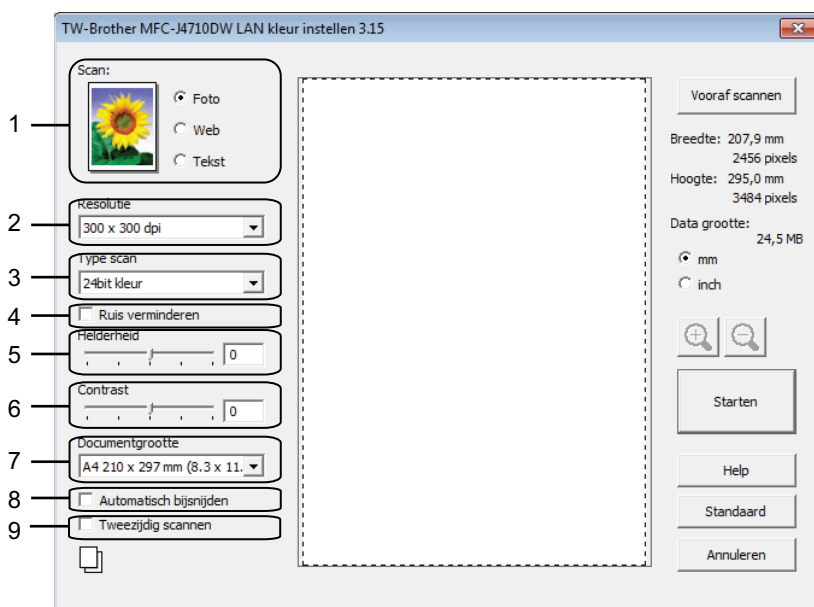 TW-Brother MFC-J4710DW LAN kleur instellen 3.15
1
Scan:
Foto
Web
Tekst
2
Resolutie
300 x 300 dpi
3
Type scan
24bit kleur
4
Ruis verminderen
5
Helderheid
0
6
Contrast
0
7
Documentgrootte
A4 210 x 297 mm (8.3 x 11.
8
Automatisch bijsnijden
9
Tweezijdig scannen
Vooraf scannen
Breedte: 207,9 mm
2456 pixels
Hoogte: 295,0 mm
3484 pixels
Data grootte:
24,5 MB
mm
inch
Starten
Help
Standaard
Annuleren